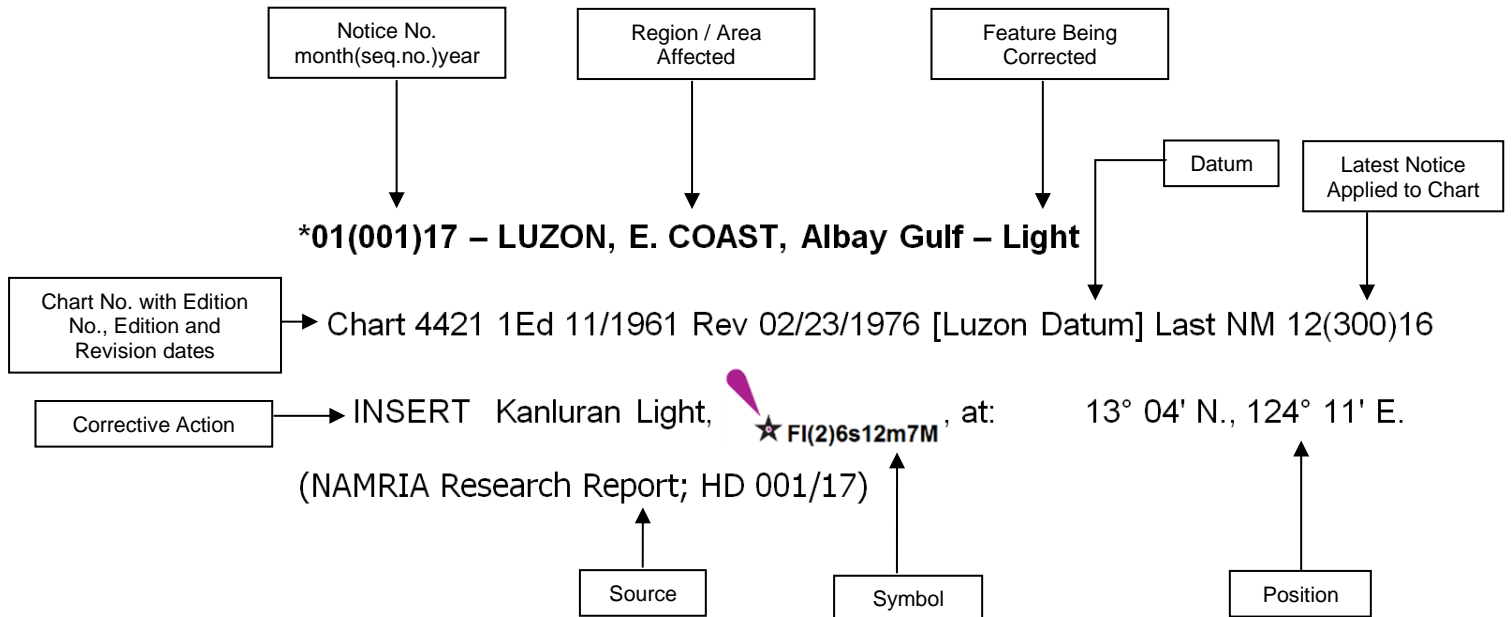 Notice No.
month(seq.no.)year
Region / Area
Affected
Feature Being
Corrected
Datum
Latest Notice
Applied to Chart
*01(001)17 – LUZON, E. COAST, Albay Gulf – Light
Chart No. with Edition
No., Edition and
Revision dates
Chart 4421 1Ed 11/1961 Rev 02/23/1976 [Luzon Datum] Last NM 12(300)16
Corrective Action
INSERT Kanluran Light, Fl(2)6s12m7M , at: 13° 04' N., 124° 11' E.
(NAMRIA Research Report; HD 001/17)
Source
Symbol
Position